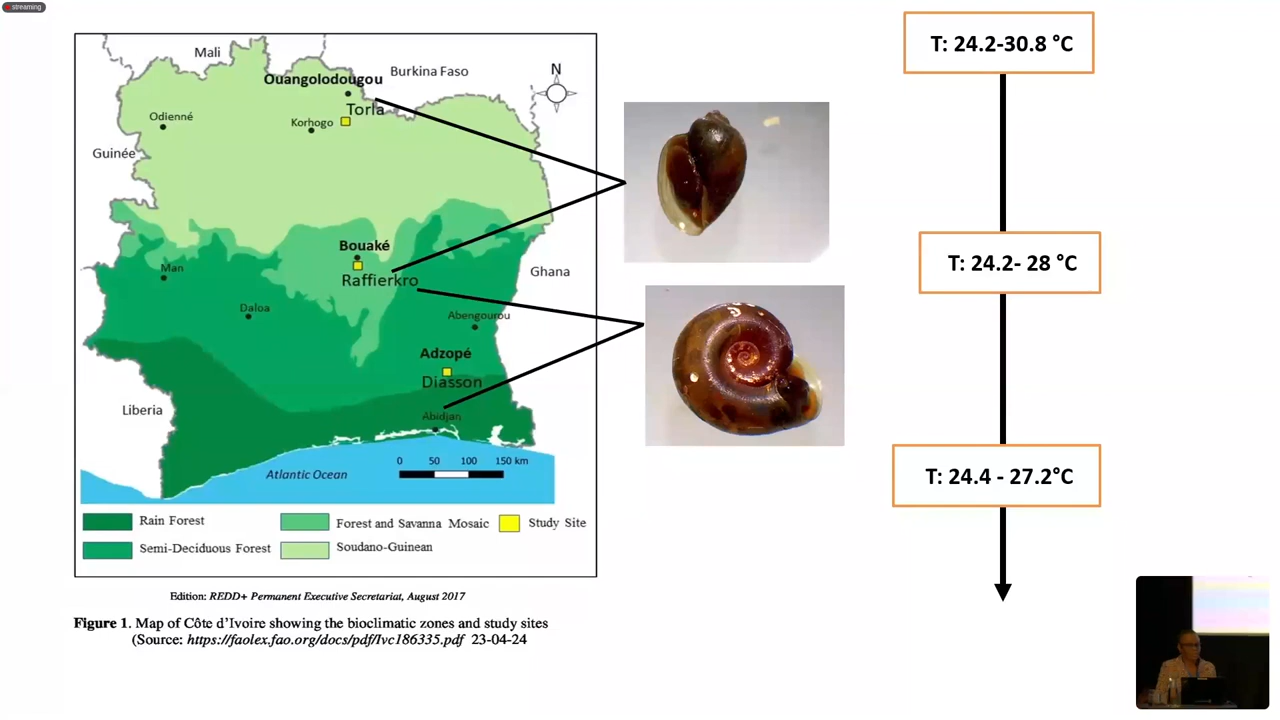 streaming
Mali
Ouangolodougou
Burkina Faso
N
Torla
Odienné
Korhogo
Guinée
Bouaké
Raffierkro
Man
Ghana
Daloa
Abengourou
Adzopé
Diasson
Liberia
Abidjan
0 50 100 150 km
Atlantic Ocean
Rain Forest
Forest and Savanna Mosaic
Study Site
Semi-Deciduous Forest
Soudano-Guinean
Edition: REDD+ Permanent Executive Secretariat, August 2017
Figure 1. Map of Côte d'Ivoire showing the bioclimatic zones and study sites
(Source: https://faolex.fao.org/docs/pdf/Ivc186335.pdf 23-04-24
T: 24.2-30.8 °C
T: 24.2- 28 °C
T: 24.4 - 27.2°C